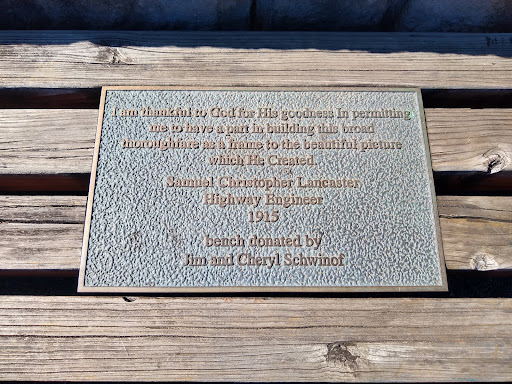 I am thankful to God for His goodness in permitting
me to have a part in building this broad
thoroughfare as a frame to the beautiful picture
which He Created
Samuel Christopher Lancaster
Highway Engineer
1915
bench donated by
Jim and Cheryl Schwinof